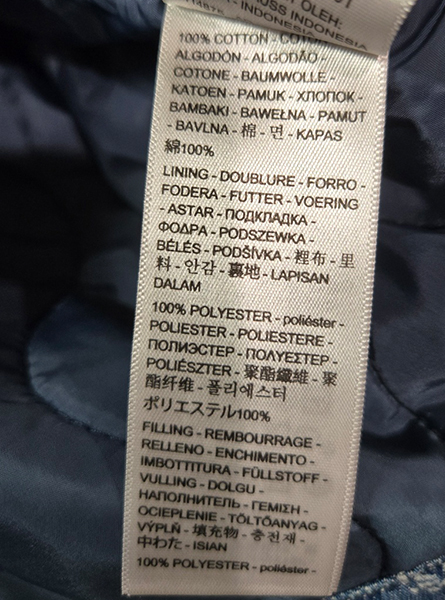 OLEH:
INDONESIA
100% COTTON -
ALGODÓN - ALGODÃO -
COTONE - BAUMWOLLE -
KATOEN - PAMUK - ХЛОПОК -
BAMBAKI - BAWEŁNA - PAMUT
- BAVLNA - 棉 - 면 - KAPAS
綿100%
LINING - DOUBLURE - FORRO -
FODERA - FUTTER - VOERING
- ASTAR - ПОДКЛАДКА -
ΦΟΔΡΑ - PODSZEWKA -
BÉLÉS - PODŠÍVKA - 裡布 - 里
料 - 안감 - 裏地 - LAPISAN
DALAM
100% POLYESTER - poliéster -
POLIESTER - POLIESTERE -
ПОЛИЭСТЕР - ΠΟΛΥΕΣΤΕΡ -
POLIÉSZTER - 聚酯纖維 - 聚
酯纤维 - 폴리에스터
ポリエステル100%
FILLING - REMBOURRAGE -
RELLENO - ENCHIMENTO -
IMBOTTITURA - FÜLLSTOFF -
VULLING - DOLGU -
НАПОЛНИТЕЛЬ - ΓΕΜΙΣΗ -
OCIEPLENIE - TÖLTŐANYAG -
VÝPLŇ - 填充物 - 충전재 -
中わた - ISIAN
100% POLYESTER - poliéster -